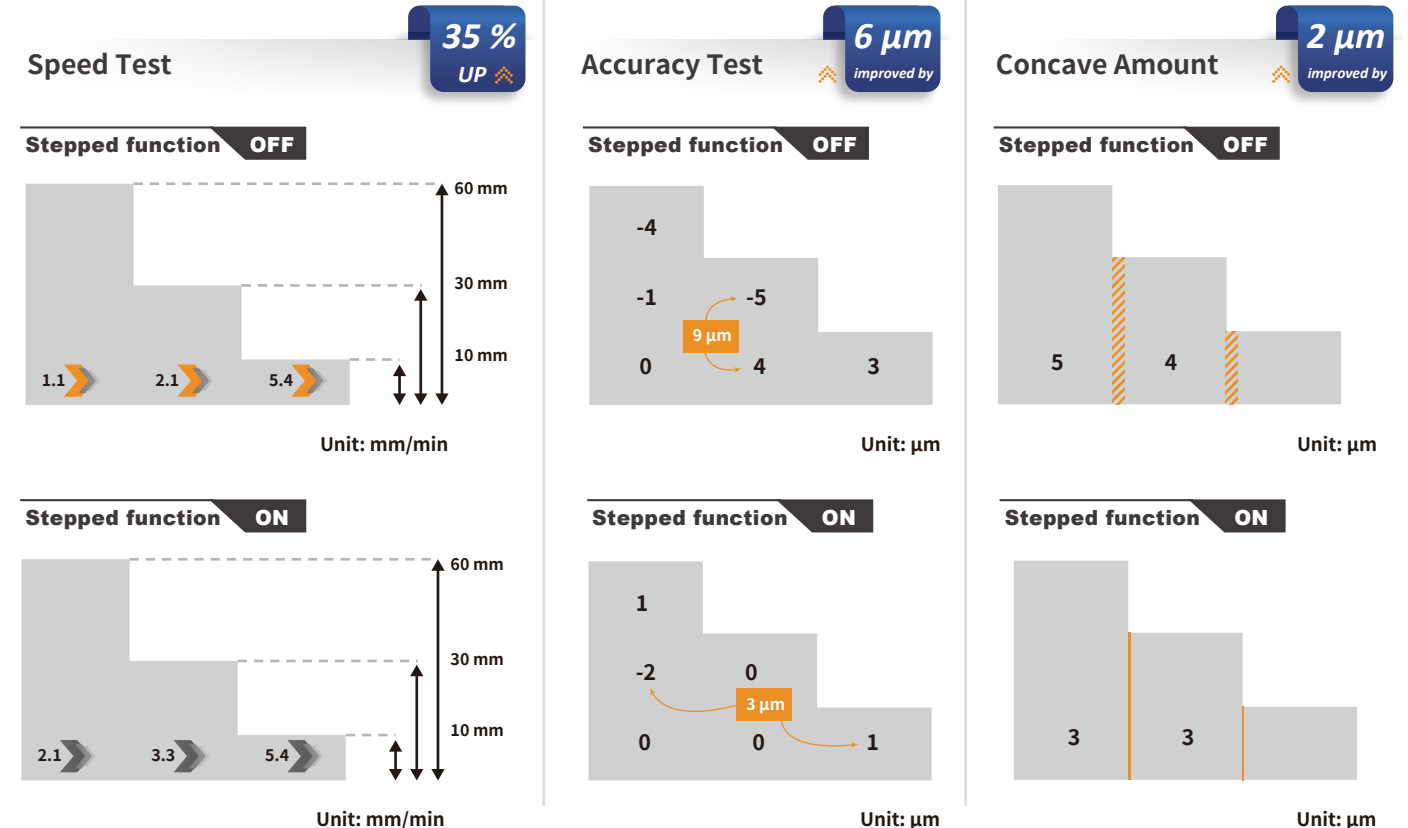 Speed Test
35 %
UP
Stepped function OFF
60 mm
30 mm
10 mm
1.1 2.1 5.4
Unit: mm/min
Stepped function ON
60 mm
30 mm
10 mm
2.1 3.3 5.4
Unit: mm/min
Accuracy Test
6 μm
improved by
Stepped function OFF
-4
-1 -5
9 μm
0 4 3
Unit: μm
Stepped function ON
1
-2 0
3 μm
0 0 1
Unit: μm
Concave Amount
2 μm
improved by
Stepped function OFF
5 4
Unit: μm
Stepped function ON
3 3
Unit: μm